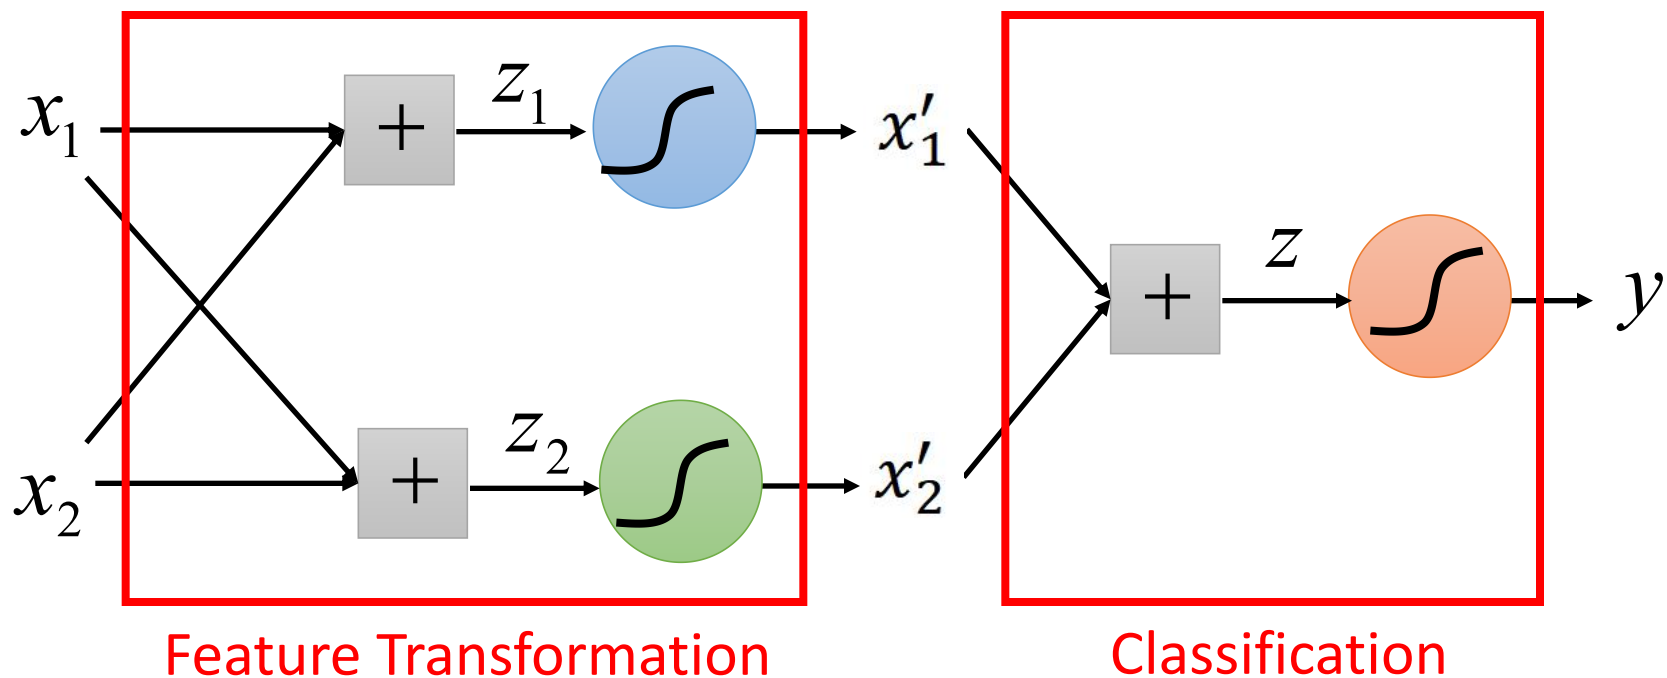 x₁
+
z₁
x′₁
x₂
+
z₂
x′₂
+
z
y
Feature Transformation
Classification